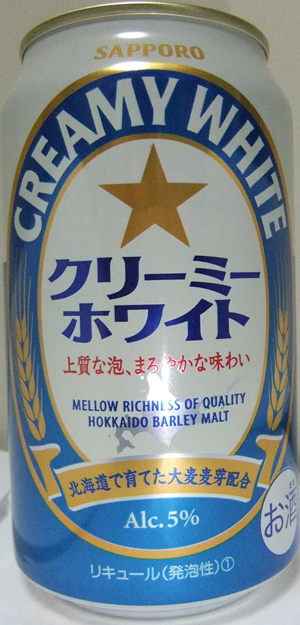 SAPPORO
CREAMY WHITE
クリーミー
ホワイト
上質な泡、まろやかな味わい
MELLOW RICHNESS OF QUALITY
HOKKAIDO BARLEY MALT
北海道で育てた大麦麦芽配合
Alc.5%
お酒
リキュール(発泡性)①